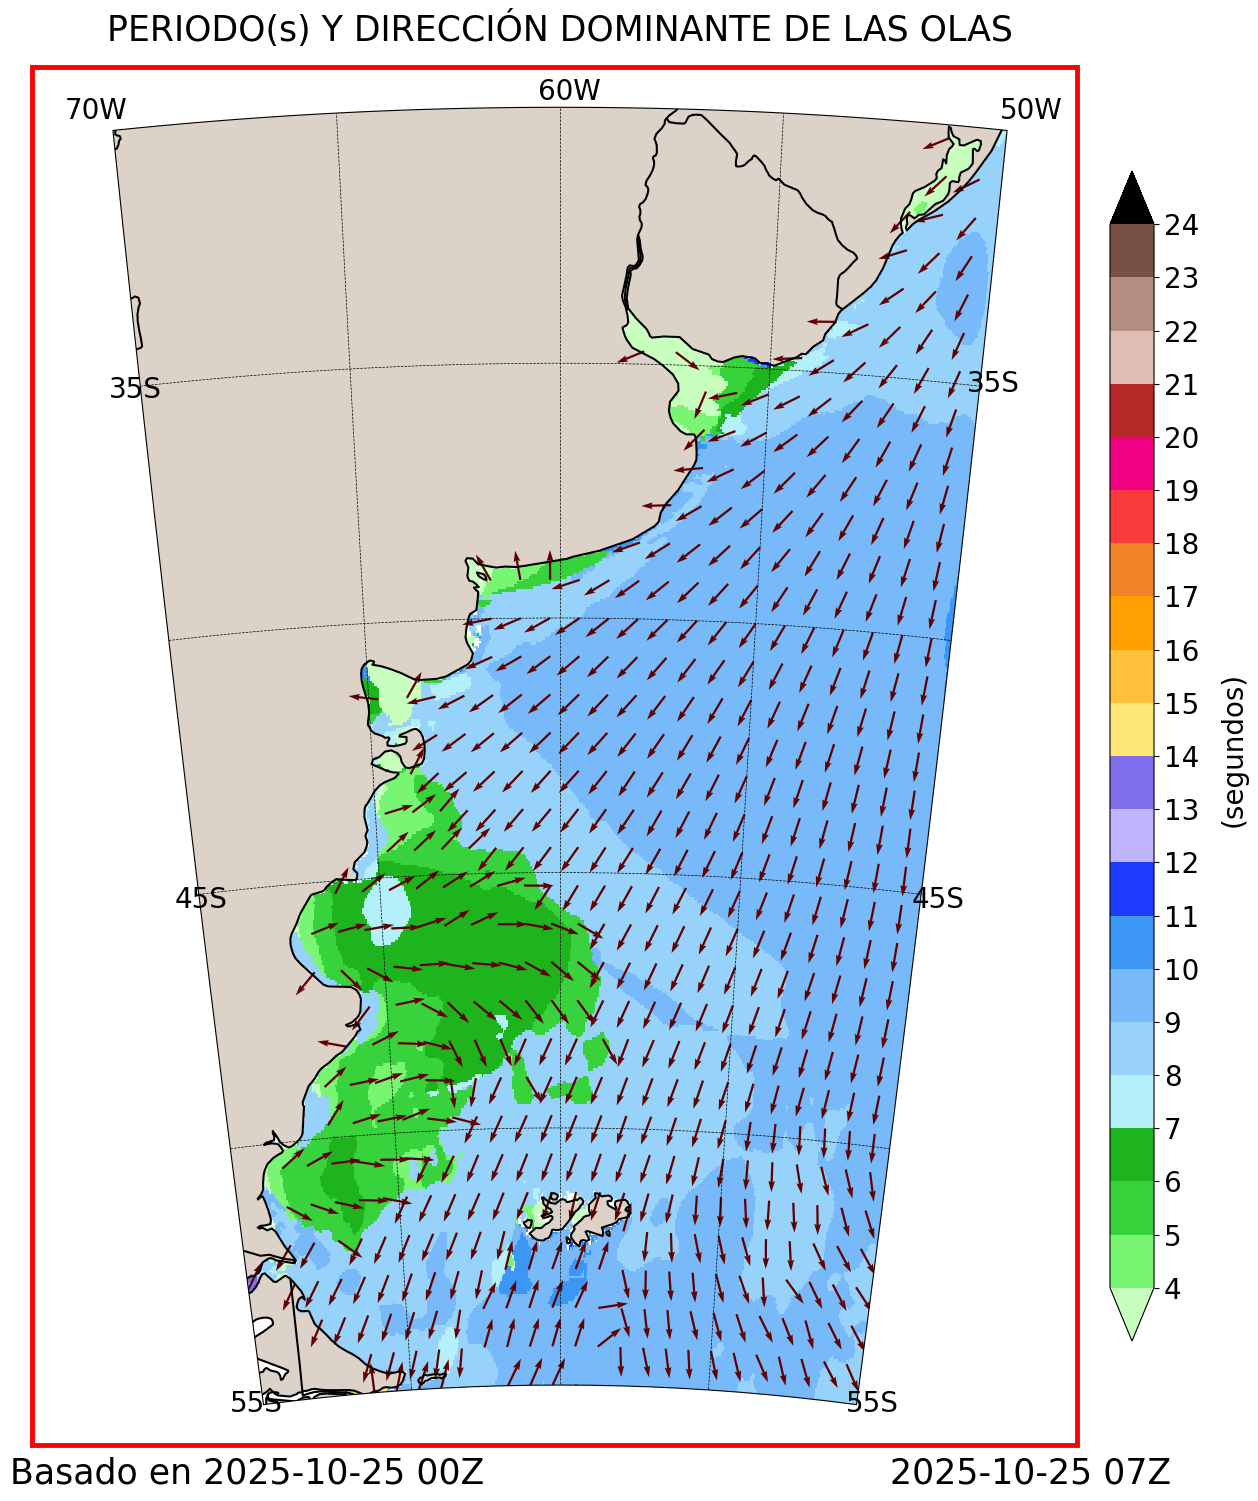 PERIODO(s) Y DIRECCIÓN DOMINANTE DE LAS OLAS
70W
60W
50W
35S
35S
45S
45S
55S
55S
24
23
22
21
20
19
18
17
16
15
14
13
12
11
10
9
8
7
6
5
4
(segundos)
Basado en 2025-10-25 00Z
2025-10-25 07Z